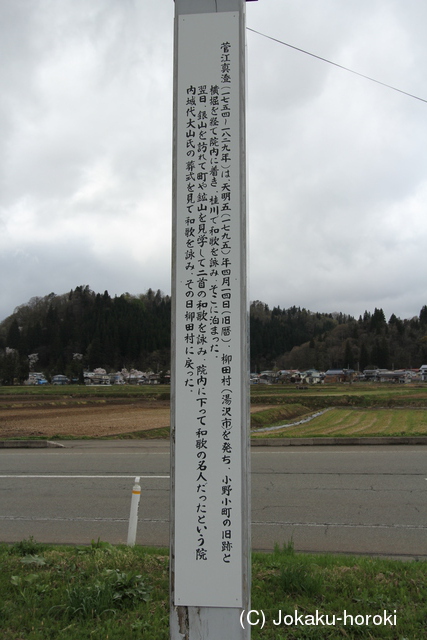 菅江真澄(一七五四–一八二九年)は、天明五(一七九五)年四月一四日(旧暦)、柳田村(湯沢市)を発ち、小野小町の旧跡と
横堀を経て院内に着き、桂川で和歌を詠み、そこに泊まった。
翌日、銀山を訪れて町や鉱山を見学して二首の和歌を詠み、院内に下って和歌の名人だったという院
内城代大山氏の葬式を見て和歌を詠み、その日柳田村に戻った。
(C) Jokaku-horoki